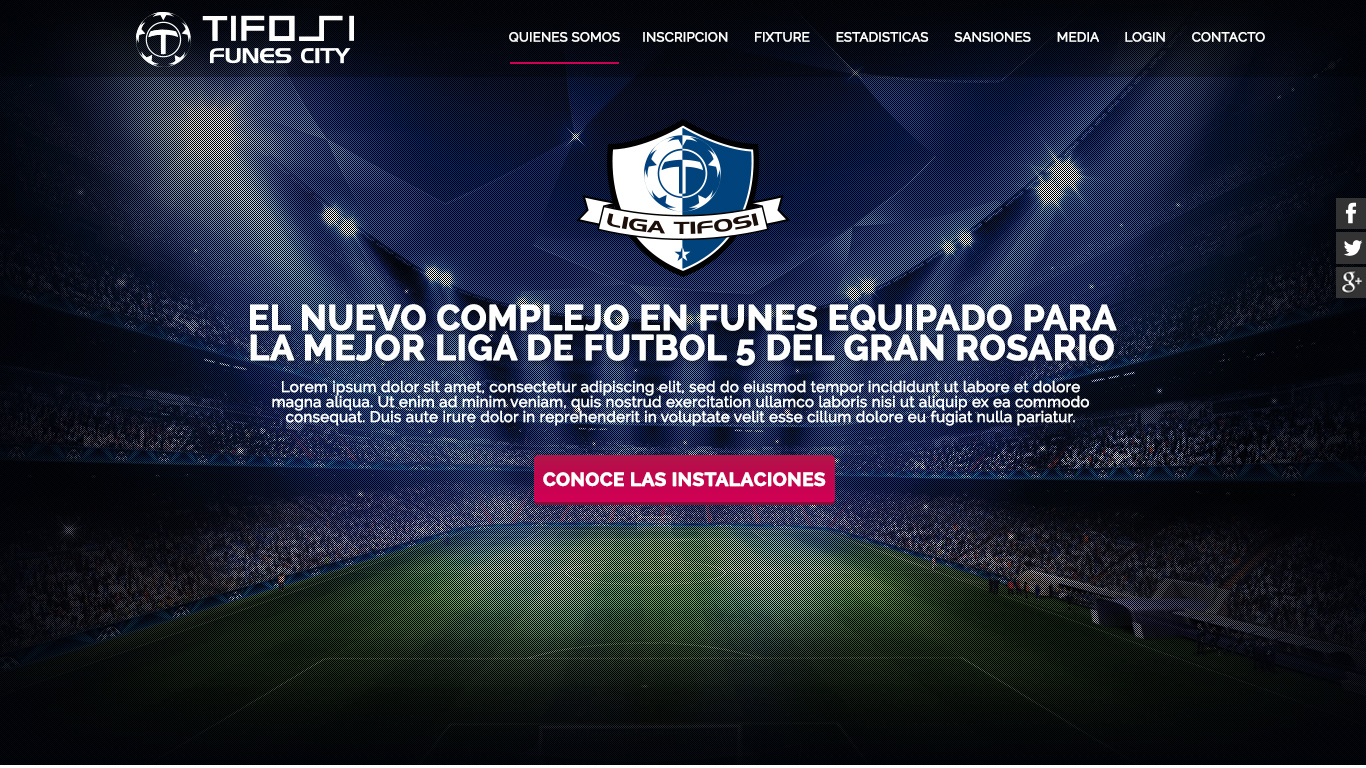 TIFOSI
FUNES CITY
QUIENES SOMOS INSCRIPCION FIXTURE ESTADISTICAS SANSIONES MEDIA LOGIN CONTACTO
LIGA TIFOSI
EL NUEVO COMPLEJO EN FUNES EQUIPADO PARA
LA MEJOR LIGA DE FUTBOL 5 DEL GRAN ROSARIO
Lorem ipsum dolor sit amet, consectetur adipiscing elit, sed do eiusmod tempor incididunt ut labore et dolore
magna aliqua. Ut enim ad minim veniam, quis nostrud exercitation ullamco laboris nisi ut aliquip ex ea commodo
consequat. Duis aute irure dolor in reprehenderit in voluptate velit esse cillum dolore eu fugiat nulla pariatur.
CONOCE LAS INSTALACIONES